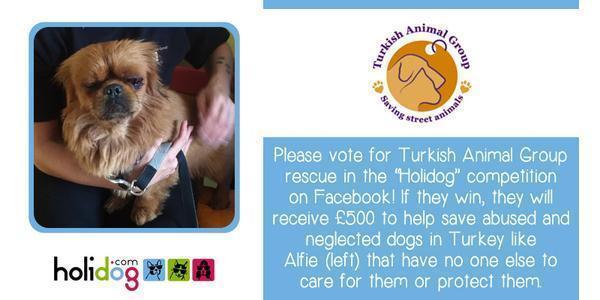 Turkish Animal Group
Saving street animals
Please vote for Turkish Animal Group
rescue in the "Holidog" competition
on Facebook! If they win, they will
receive £500 to help save abused and
neglected dogs in Turkey like
Alfie (left) that have no one else to
care for them or protect them.
holidog.com